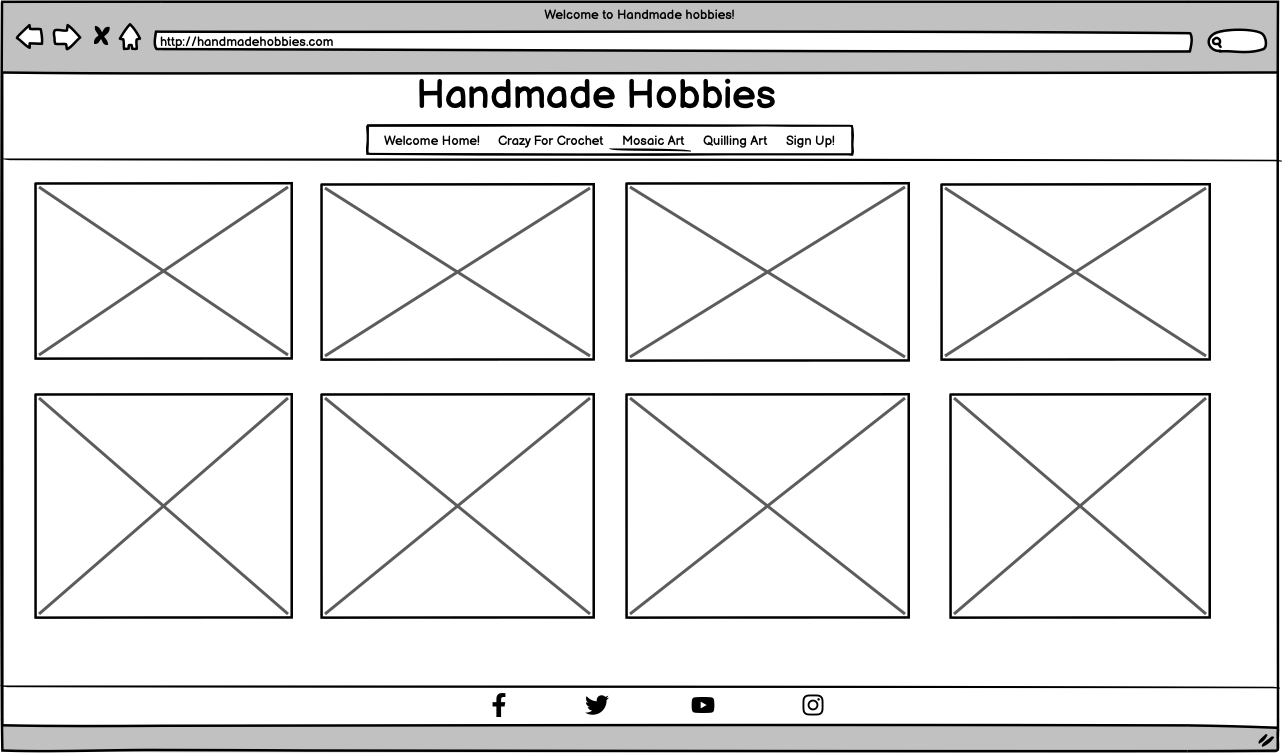 Welcome to Handmade hobbies!
http://handmadehobbies.com
Handmade Hobbies
Welcome Home! Crazy For Crochet Mosaic Art Quilling Art Sign Up!